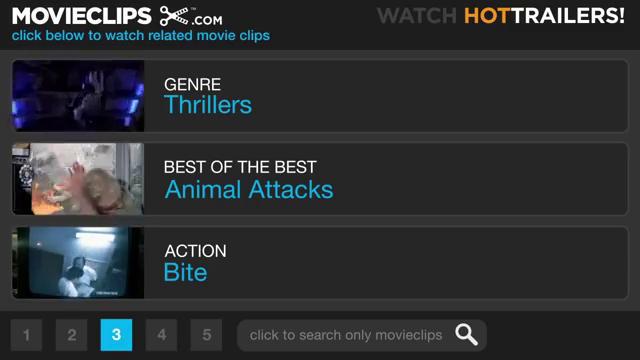 MOVIECLIPS .COM
WATCH HOTTRAILERS!
click below to watch related movie clips
GENRE
Thrillers
BEST OF THE BEST
Animal Attacks
ACTION
Bite
1 2 3 4 5
click to search only movieclips